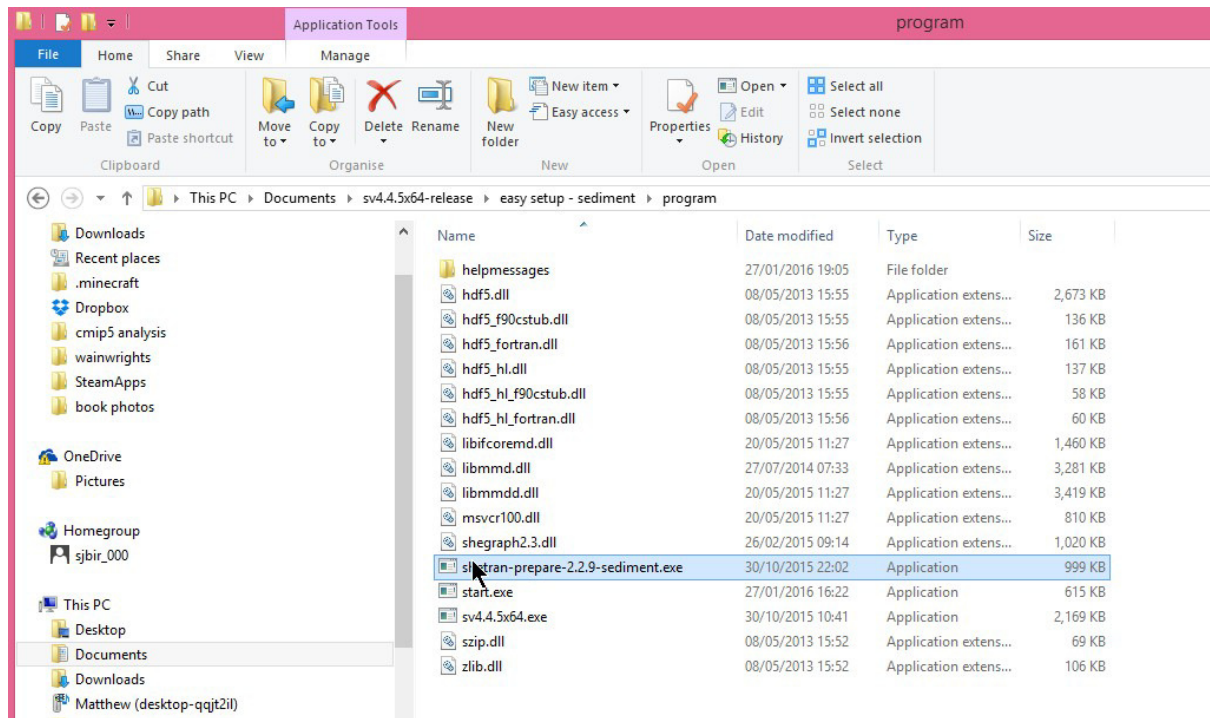 Application Tools
program
File Home Share View Manage
Copy
Paste
Cut
Copy path
Paste shortcut
Clipboard
Move to
Copy to
Delete
Rename
Organise
New folder
New item
Easy access
New
Properties
Open
Edit
History
Open
Select all
Select none
Invert selection
Select
This PC Documents sv4.4.5x64-release easy setup - sediment program
Downloads
Recent places
.minecraft
Dropbox
cmip5 analysis
wainwrights
SteamApps
book photos
OneDrive
Pictures
Homegroup
sjbir_000
This PC
Desktop
Documents
Downloads
Matthew (desktop-qqjt2il)
Name Date modified Type Size
helpmessages 27/01/2016 19:05 File folder
hdf5.dll 08/05/2013 15:55 Application extens... 2,673 KB
hdf5_f90cstub.dll 08/05/2013 15:55 Application extens... 136 KB
hdf5_fortran.dll 08/05/2013 15:56 Application extens... 161 KB
hdf5_hl.dll 08/05/2013 15:55 Application extens... 137 KB
hdf5_hl_f90cstub.dll 08/05/2013 15:55 Application extens... 58 KB
hdf5_hl_fortran.dll 08/05/2013 15:56 Application extens... 60 KB
libifcoremd.dll 20/05/2015 11:27 Application extens... 1,460 KB
libmmd.dll 27/07/2014 07:33 Application extens... 3,281 KB
libmmdd.dll 20/05/2015 11:27 Application extens... 3,419 KB
msvcr100.dll 20/05/2015 11:27 Application extens... 810 KB
shegraph2.3.dll 26/02/2015 09:14 Application extens... 1,020 KB
shetran-prepare-2.2.9-sediment.exe 30/10/2015 22:02 Application 999 KB
start.exe 27/01/2016 16:22 Application 615 KB
sv4.4.5x64.exe 30/10/2015 10:41 Application 2,169 KB
szip.dll 08/05/2013 15:52 Application extens... 69 KB
zlib.dll 08/05/2013 15:52 Application extens... 106 KB